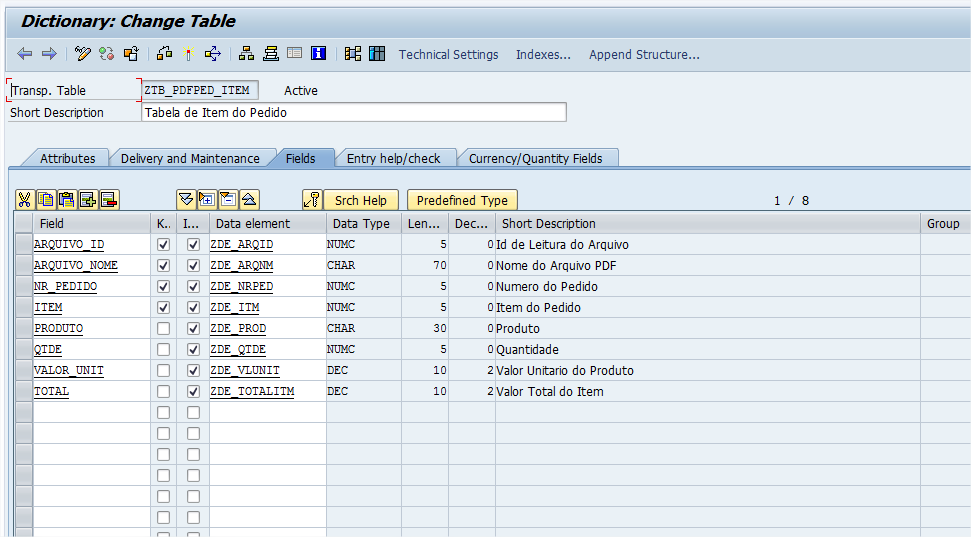 Dictionary: Change Table
Technical Settings Indexes... Append Structure...
Transp. Table ZTB_PDFPED_ITEM Active
Short Description Tabela de Item do Pedido
Attributes Delivery and Maintenance Fields Entry help/check Currency/Quantity Fields
Srch Help Predefined Type 1 / 8
Field K.. I... Data element Data Type Len... Dec... Short Description Group
ARQUIVO_ID ZDE_ARQID NUMC 5 0 Id de Leitura do Arquivo
ARQUIVO_NOME ZDE_ARQNM CHAR 70 0 Nome do Arquivo PDF
NR_PEDIDO ZDE_NRPED NUMC 5 0 Numero do Pedido
ITEM ZDE_ITM NUMC 5 0 Item do Pedido
PRODUTO ZDE_PROD CHAR 30 0 Produto
QTDE ZDE_QTDE NUMC 5 0 Quantidade
VALOR_UNIT ZDE_VLUNIT DEC 10 2 Valor Unitario do Produto
TOTAL ZDE_TOTALITM DEC 10 2 Valor Total do Item